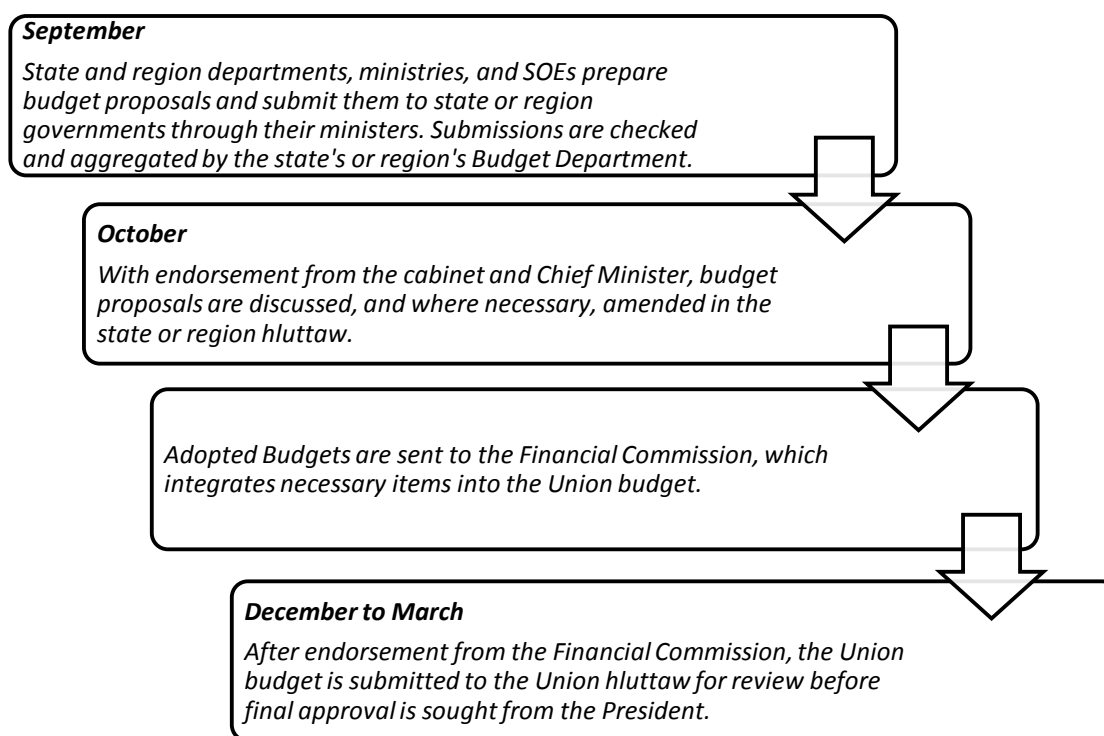 September
State and region departments, ministries, and SOEs prepare
budget proposals and submit them to state or region
governments through their ministers. Submissions are checked
and aggregated by the state's or region's Budget Department.
October
With endorsement from the cabinet and Chief Minister, budget
proposals are discussed, and where necessary, amended in the
state or region hluttaw.
Adopted Budgets are sent to the Financial Commission, which
integrates necessary items into the Union budget.
December to March
After endorsement from the Financial Commission, the Union
budget is submitted to the Union hluttaw for review before
final approval is sought from the President.